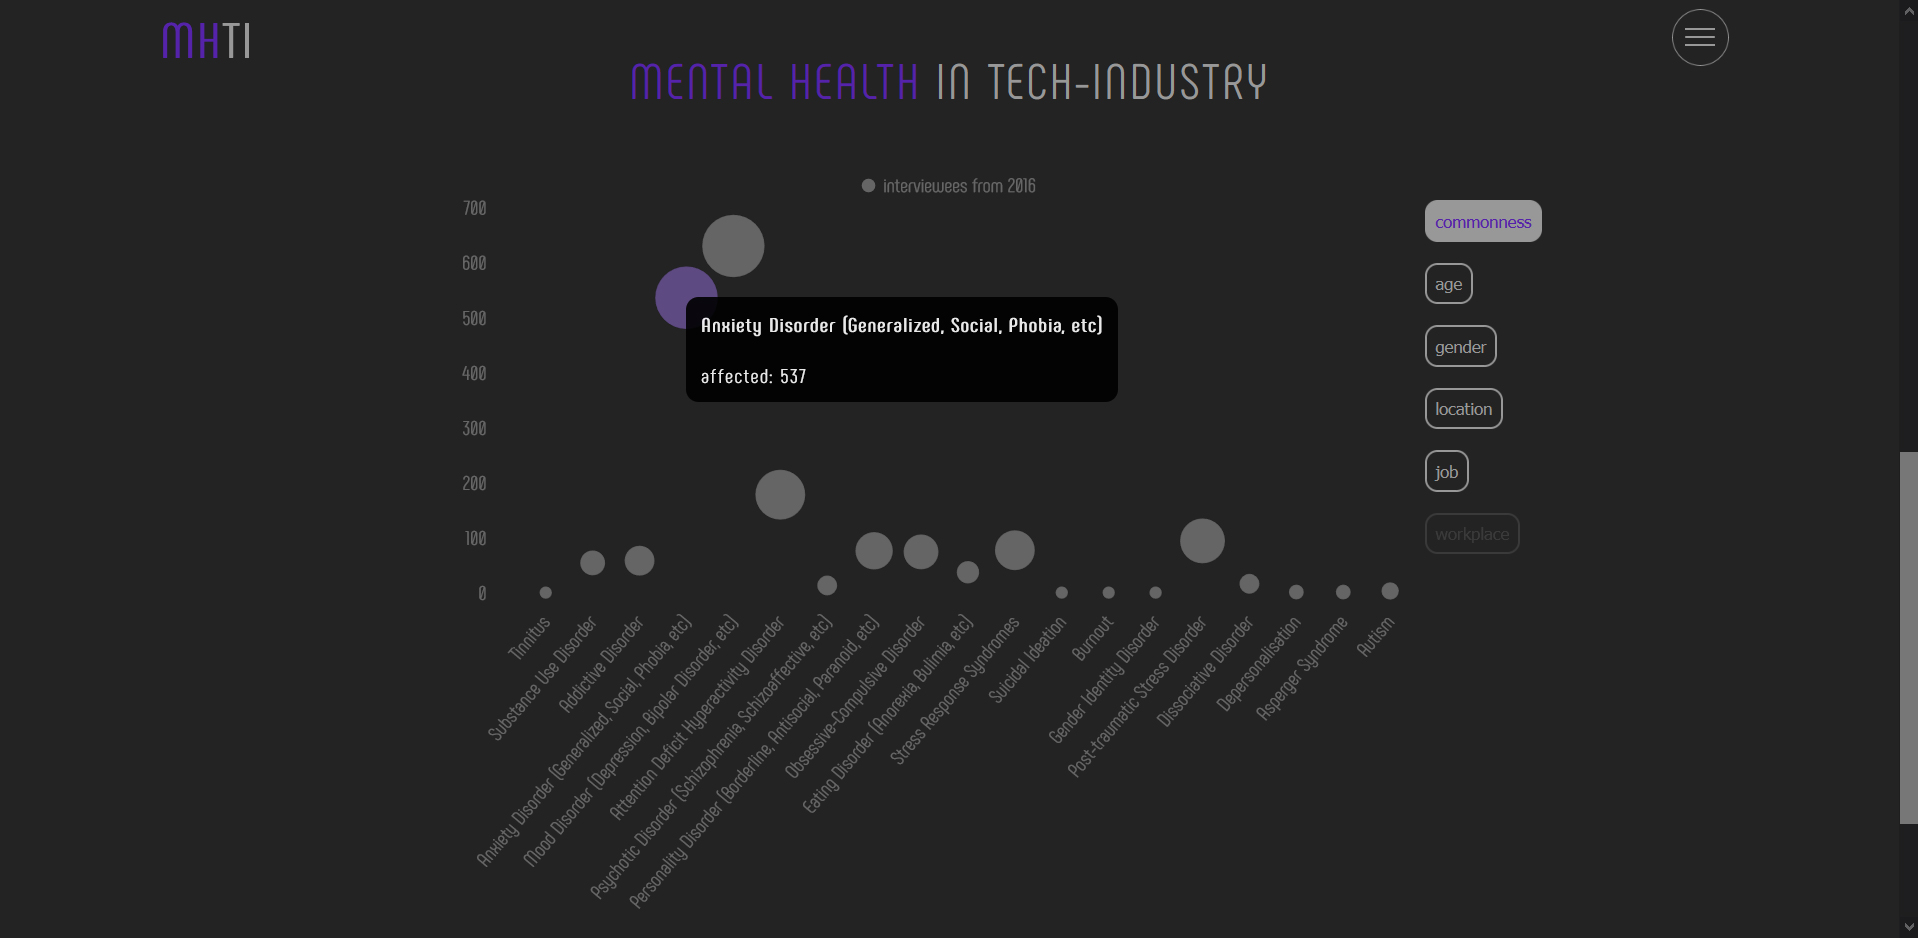 MHTI
MENTAL HEALTH IN TECH-INDUSTRY
interviewees from 2016
700
600
500
400
300
200
100
0
Anxiety Disorder (Generalized, Social, Phobia, etc)
affected: 537
commonness
age
gender
location
job
workplace
Tinnitus
Substance Use Disorder
Addictive Disorder
Anxiety Disorder (Generalized, Social, Phobia, etc)
Mood Disorder (Depression, Bipolar Disorder, etc)
Attention Deficit Hyperactivity Disorder
Psychotic Disorder (Schizophrenia, Schizoaffective, etc)
Personality Disorder (Borderline, Antisocial, Paranoid, etc)
Obsessive-Compulsive Disorder
Eating Disorder (Anorexia, Bulimia, etc)
Stress Response Syndromes
Suicidal Ideation
Burnout
Gender Identity Disorder
Post-traumatic Stress Disorder
Dissociative Disorder
Depersonalisation
Asperger Syndrome
Autism